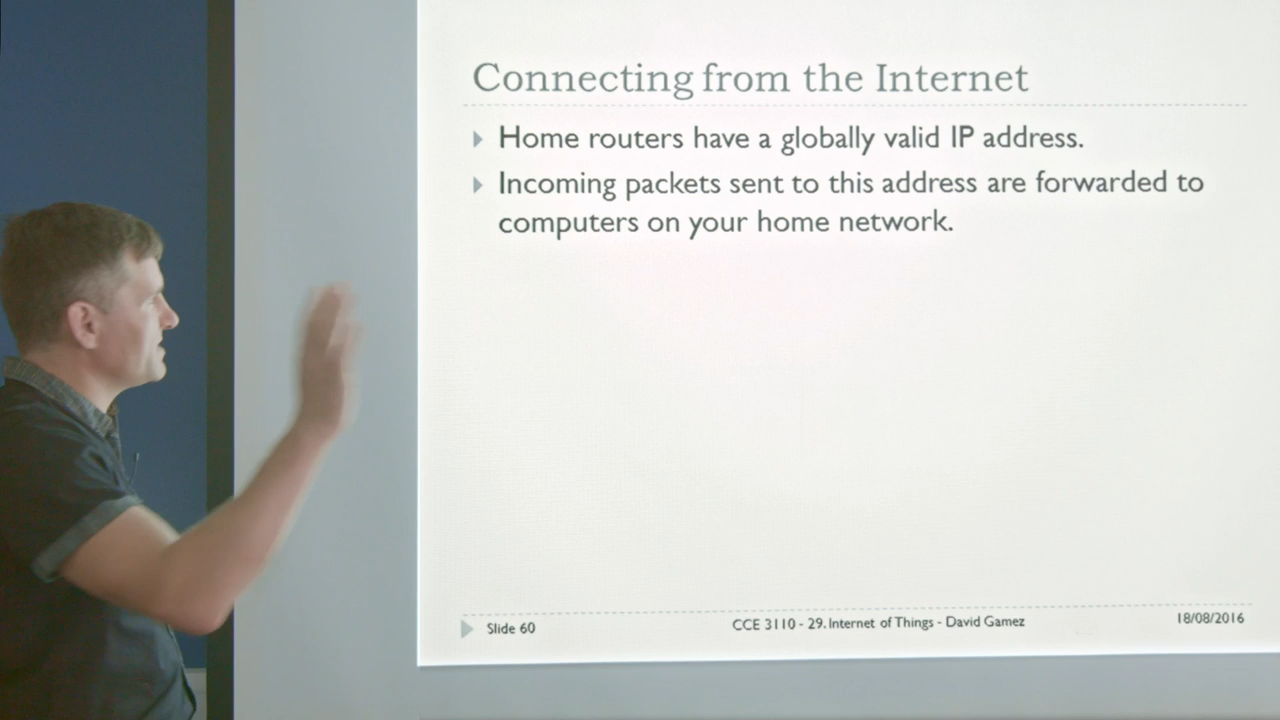 Connecting from the Internet
Home routers have a globally valid IP address.
Incoming packets sent to this address are forwarded to
computers on your home network.
Slide 60
CCE 3110 - 29. Internet of Things - David Gamez
18/08/2016